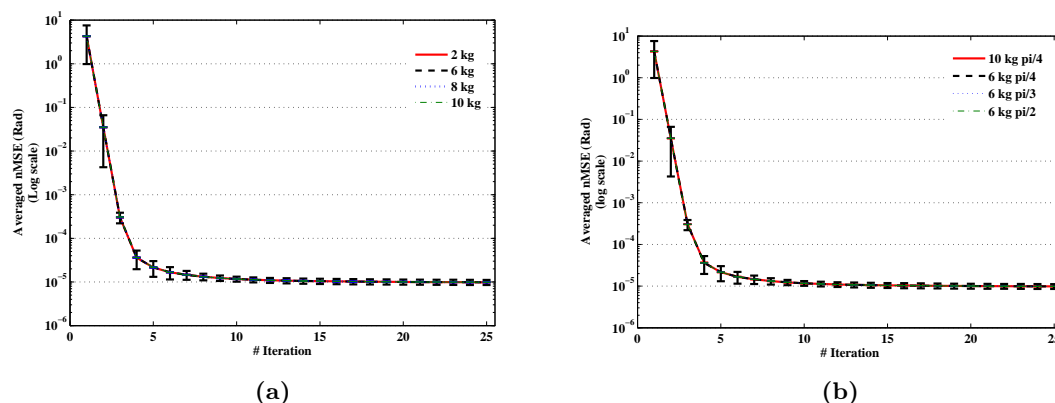 10^1
10^0
10^-1
10^-2
10^-3
10^-4
10^-5
10^-6
0 5 10 15 20 25
Averaged nMSE (Rad)
(Log scale)
# Iteration
2 kg
6 kg
8 kg
10 kg
(a)
10^1
10^0
10^-1
10^-2
10^-3
10^-4
10^-5
10^-6
0 5 10 15 20 25
Averaged nMSE (Rad)
(log scale)
# Iteration
10 kg pi/4
6 kg pi/4
6 kg pi/3
6 kg pi/2
(b)